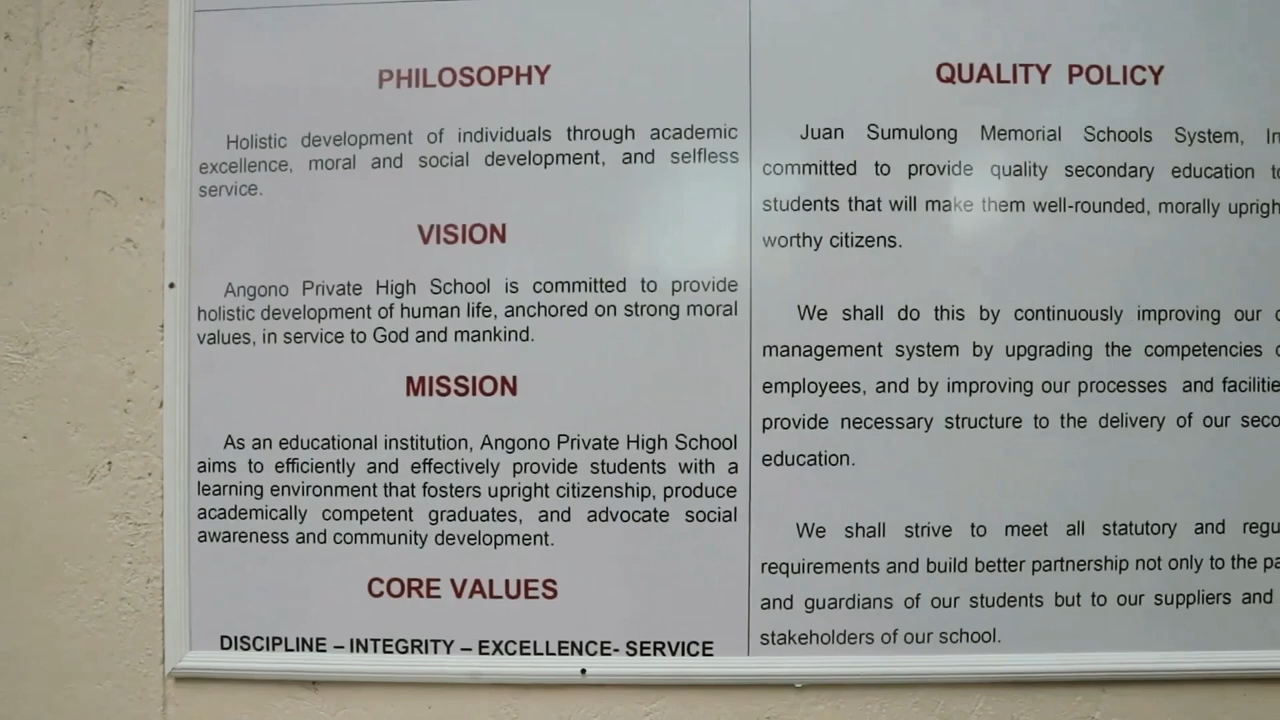 PHILOSOPHY
Holistic development of individuals through academic
excellence, moral and social development, and selfless
service.
VISION
Angono Private High School is committed to provide
holistic development of human life, anchored on strong moral
values, in service to God and mankind.
MISSION
As an educational institution, Angono Private High School
aims to efficiently and effectively provide students with a
learning environment that fosters upright citizenship, produce
academically competent graduates, and advocate social
awareness and community development.
CORE VALUES
DISCIPLINE – INTEGRITY – EXCELLENCE- SERVICE
QUALITY POLICY
Juan Sumulong Memorial Schools System,
committed to provide quality secondary education
students that will make them well-rounded, morally
worthy citizens.
We shall do this by continuously improving our
management system by upgrading the competencies
employees, and by improving our processes and
provide necessary structure to the delivery of our
education.
We shall strive to meet all statutory and
requirements and build better partnership not only to the
and guardians of our students but to our suppliers and
stakeholders of our school.